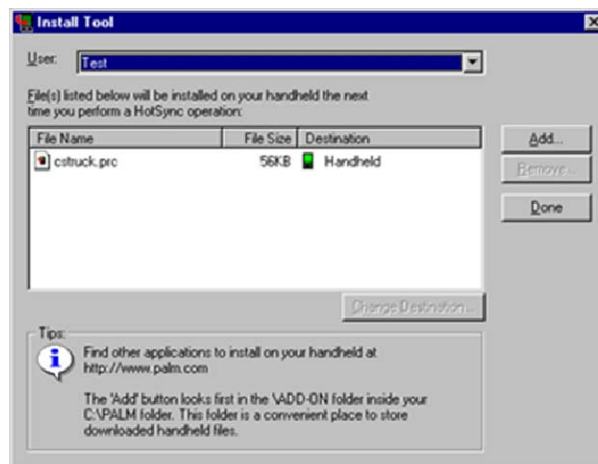 Install Tool
User: Test
File(s) listed below will be installed on your handheld the next
time you perform a HotSync operation:
File Name File Size Destination
cstruck.prc 56KB Handheld
Add...
Remove...
Done
Change Destination...
Tips:
Find other applications to install on your handheld at
http://www.palm.com
The 'Add' button looks first in the \ADD-ON folder inside your
C:\PALM folder. This folder is a convenient place to store
downloaded handheld files.